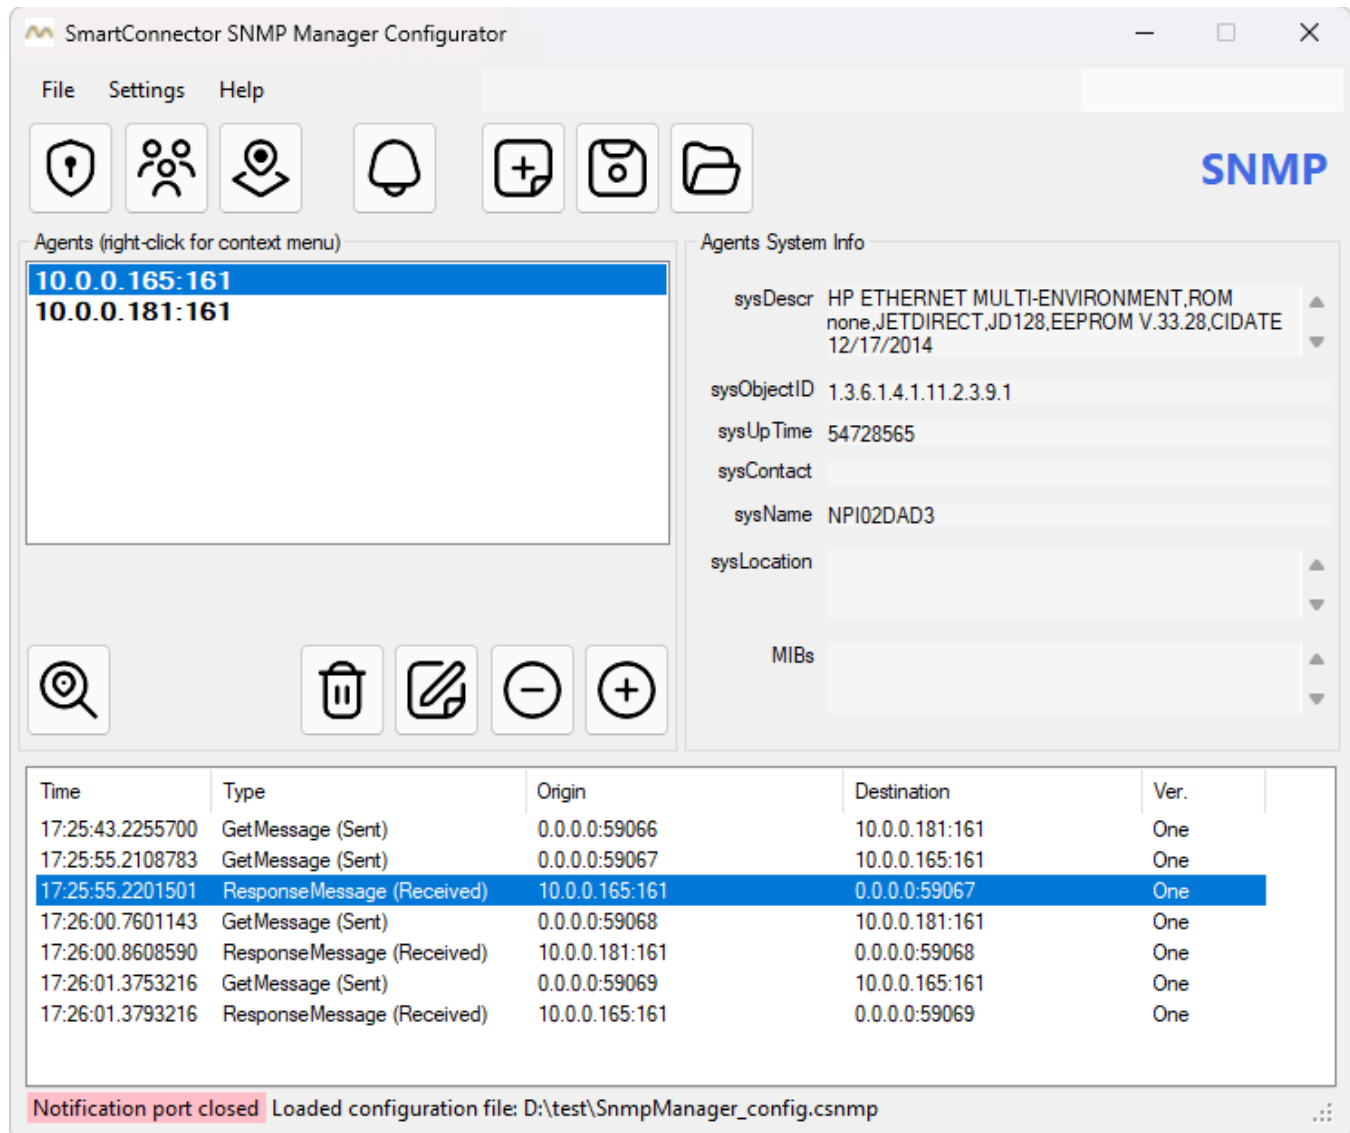 SmartConnector SNMP Manager Configurator
File Settings Help
SNMP
Agents (right-click for context menu)
10.0.0.165:161
10.0.0.181:161
Agents System Info
sysDescr HP ETHERNET MULTI-ENVIRONMENT,ROM
none,JETDIRECT,JD128,EEPROM V.33.28,CIDATE
12/17/2014
sysObjectID 1.3.6.1.4.1.11.2.3.9.1
sysUpTime 54728565
sysContact
sysName NPI02DAD3
sysLocation
MIBs
Time Type Origin Destination Ver.
17:25:43.2255700 GetMessage (Sent) 0.0.0.0:59066 10.0.0.181:161 One
17:25:55.2108783 GetMessage (Sent) 0.0.0.0:59067 10.0.0.165:161 One
17:25:55.2201501 ResponseMessage (Received) 10.0.0.165:161 0.0.0.0:59067 One
17:26:00.7601143 GetMessage (Sent) 0.0.0.0:59068 10.0.0.181:161 One
17:26:00.8608590 ResponseMessage (Received) 10.0.0.181:161 0.0.0.0:59068 One
17:26:01.3753216 GetMessage (Sent) 0.0.0.0:59069 10.0.0.165:161 One
17:26:01.3793216 ResponseMessage (Received) 10.0.0.165:161 0.0.0.0:59069 One
Notification port closed Loaded configuration file: D:\test\SnmpManager_config.csnmp